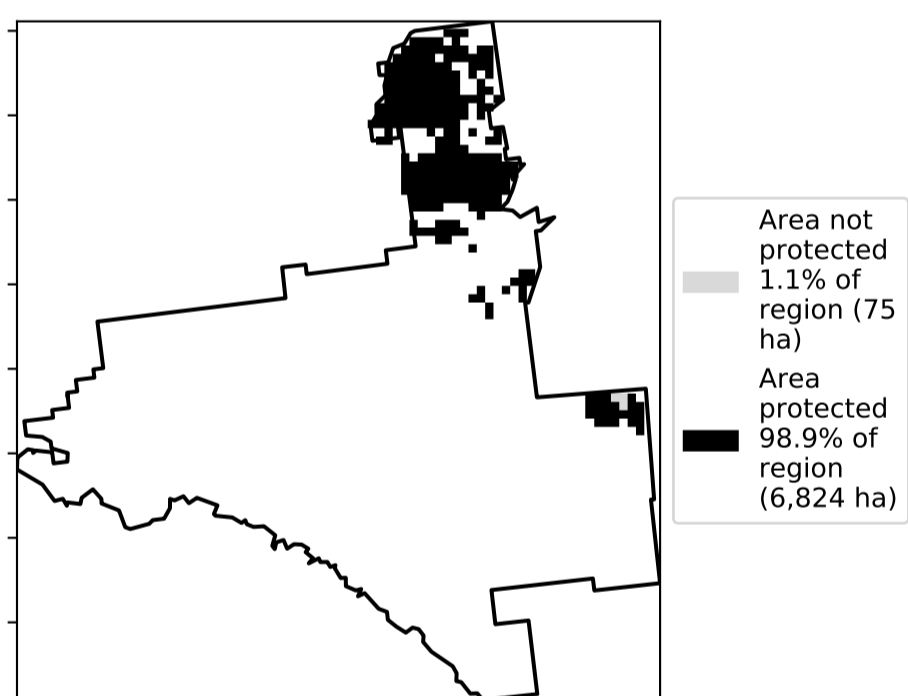 Area not
protected
1.1% of
region (75
ha)
Area
protected
98.9% of
region
(6,824 ha)